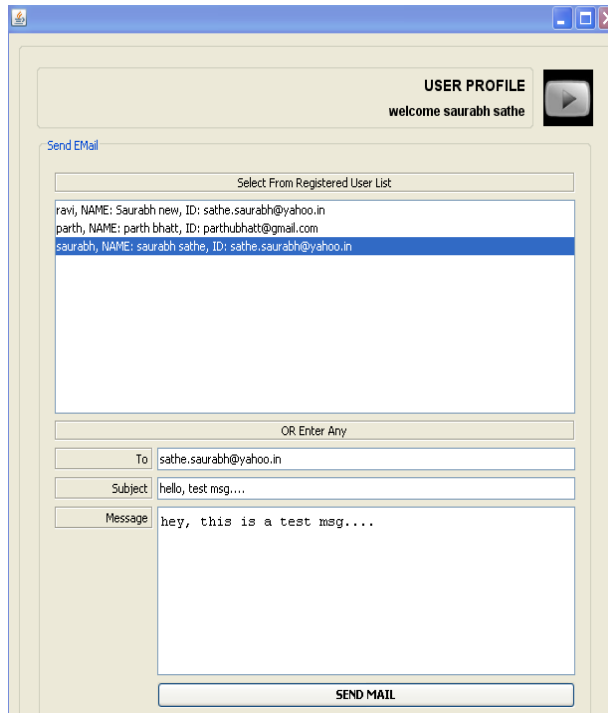 USER PROFILE
welcome saurabh sathe
Send EMail
Select From Registered User List
ravi, NAME: Saurabh new, ID: sathe.saurabh@yahoo.in
parth, NAME: parth bhatt, ID: parthubhatt@gmail.com
saurabh, NAME: saurabh sathe, ID: sathe.saurabh@yahoo.in
OR Enter Any
To sathe.saurabh@yahoo.in
Subject hello, test msg....
Message hey, this is a test msg....
SEND MAIL